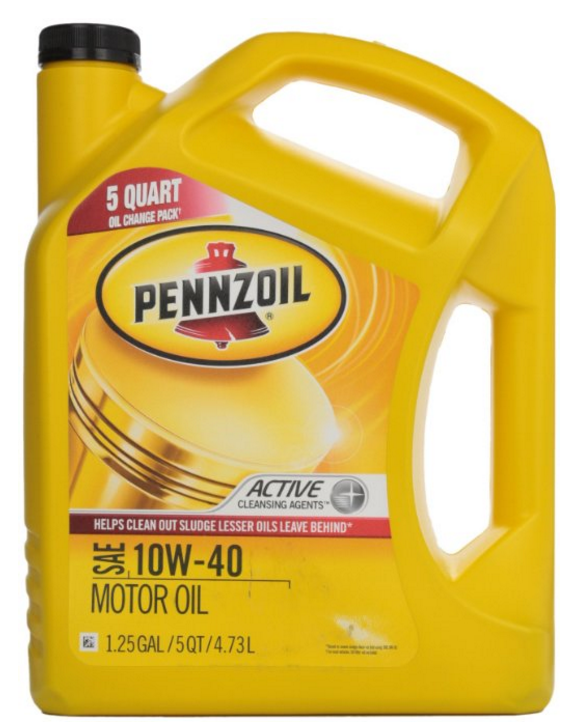 5 QUART
OIL CHANGE PACK†
PENNZOIL
®
ACTIVE
CLEANSING AGENTS™
HELPS CLEAN OUT SLUDGE LESSER OILS LEAVE BEHIND*
SAE 10W-40
MOTOR OIL
1.25 GAL / 5 QT / 4.73 L